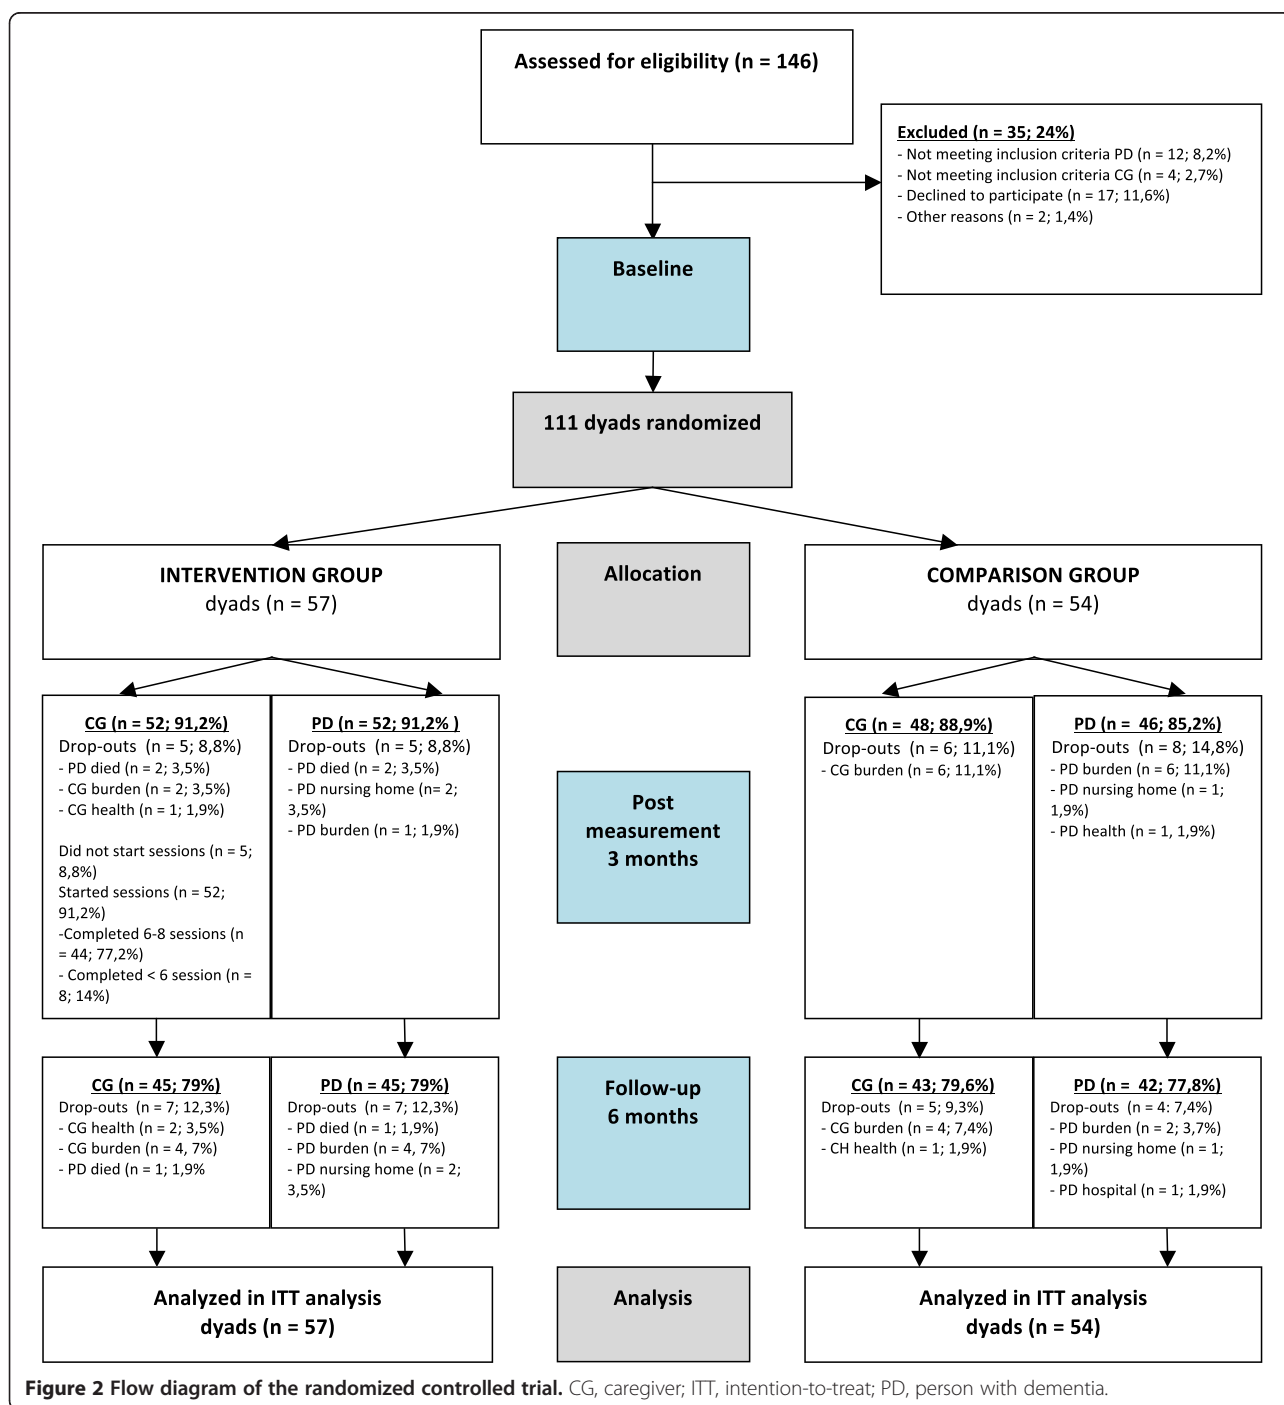 Assessed for eligibility (n = 146)
Excluded (n = 35; 24%)
- Not meeting inclusion criteria PD (n = 12; 8,2%)
- Not meeting inclusion criteria CG (n = 4; 2,7%)
- Declined to participate (n = 17; 11,6%)
- Other reasons (n = 2; 1,4%)
Baseline
111 dyads randomized
INTERVENTION GROUP
dyads (n = 57)
Allocation
COMPARISON GROUP
dyads (n = 54)
CG (n = 52; 91,2%)
Drop-outs (n = 5; 8,8%)
- PD died (n = 2; 3,5%)
- CG burden (n = 2; 3,5%)
- CG health (n = 1; 1,9%)
Did not start sessions (n = 5;
8,8%)
Started sessions (n = 52;
91,2%)
-Completed 6-8 sessions (n
= 44; 77,2%)
- Completed < 6 session (n =
8; 14%)
PD (n = 52; 91,2% )
Drop-outs (n = 5; 8,8%)
- PD died (n = 2; 3,5%)
- PD nursing home (n= 2;
3,5%)
- PD burden (n = 1; 1,9%)
Post
measurement
3 months
CG (n = 48; 88,9%)
Drop-outs (n = 6; 11,1%)
- CG burden (n = 6; 11,1%)
PD (n = 46; 85,2%)
Drop-outs (n = 8; 14,8%)
- PD burden (n = 6; 11,1%)
- PD nursing home (n = 1;
1,9%)
- PD health (n = 1, 1,9%)
CG (n = 45; 79%)
Drop-outs (n = 7; 12,3%)
- CG health (n = 2; 3,5%)
- CG burden (n = 4, 7%)
- PD died (n = 1; 1,9%
PD (n = 45; 79%)
Drop-outs (n = 7; 12,3%)
- PD died (n = 1; 1,9%)
- PD burden (n = 4, 7%)
- PD nursing home (n = 2;
3,5%)
Follow-up
6 months
CG (n = 43; 79,6%)
Drop-outs (n = 5; 9,3%)
- CG burden (n = 4; 7,4%)
- CH health (n = 1; 1,9%)
PD (n = 42; 77,8%)
Drop-outs (n = 4: 7,4%)
- PD burden (n = 2; 3,7%)
- PD nursing home (n = 1;
1,9%)
- PD hospital (n = 1; 1,9%)
Analyzed in ITT analysis
dyads (n = 57)
Analysis
Analyzed in ITT analysis
dyads (n = 54)
Figure 2 Flow diagram of the randomized controlled trial. CG, caregiver; ITT, intention-to-treat; PD, person with dementia.